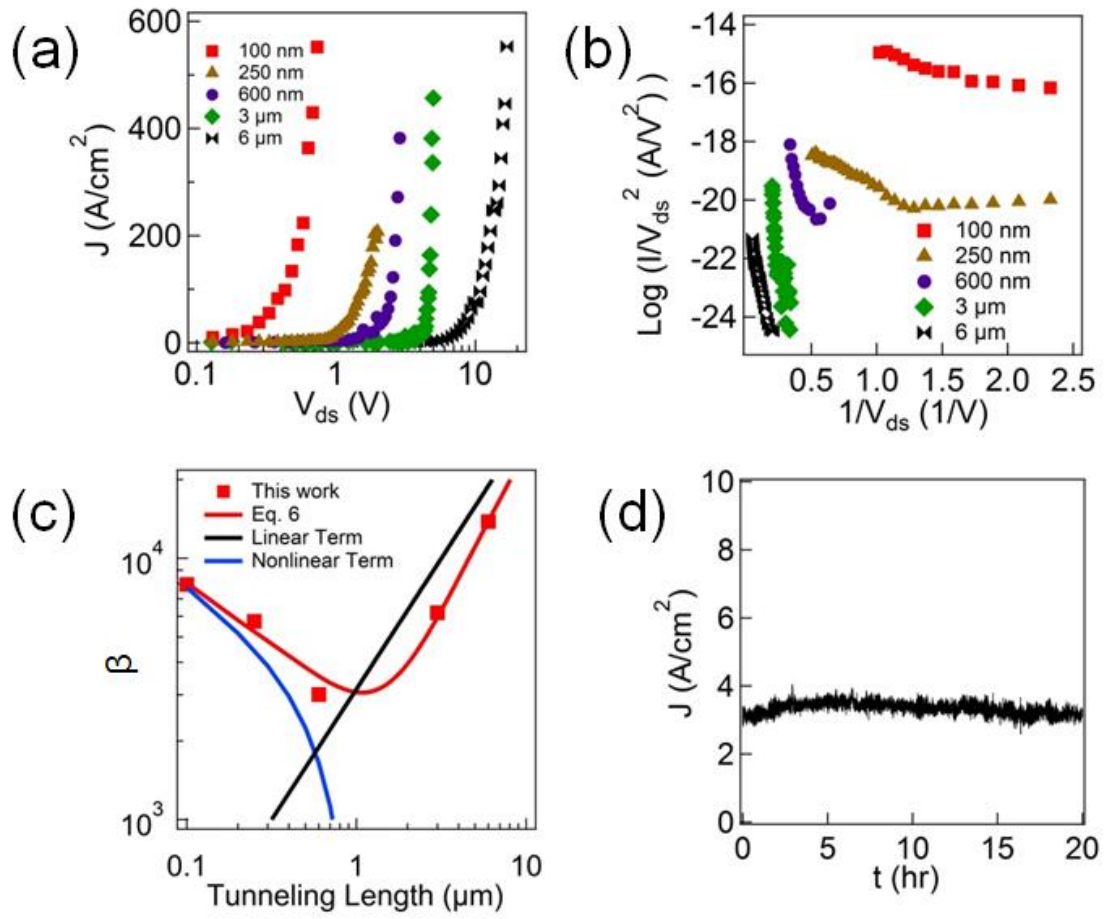 (a)
600
400
200
0
J (A/cm²)
100 nm
250 nm
600 nm
3 µm
6 µm
0.1
1
10
Vds (V)
(b)
-14
-16
-18
-20
-22
-24
Log (I/Vds² (A/V²))
100 nm
250 nm
600 nm
3 µm
6 µm
0.5
1.0
1.5
2.0
2.5
1/Vds (1/V)
(c)
This work
Eq. 6
Linear Term
Nonlinear Term
10⁴
10³
β
0.1
1
10
Tunneling Length (µm)
(d)
10
8
6
4
2
0
J (A/cm²)
0
5
10
15
20
t (hr)